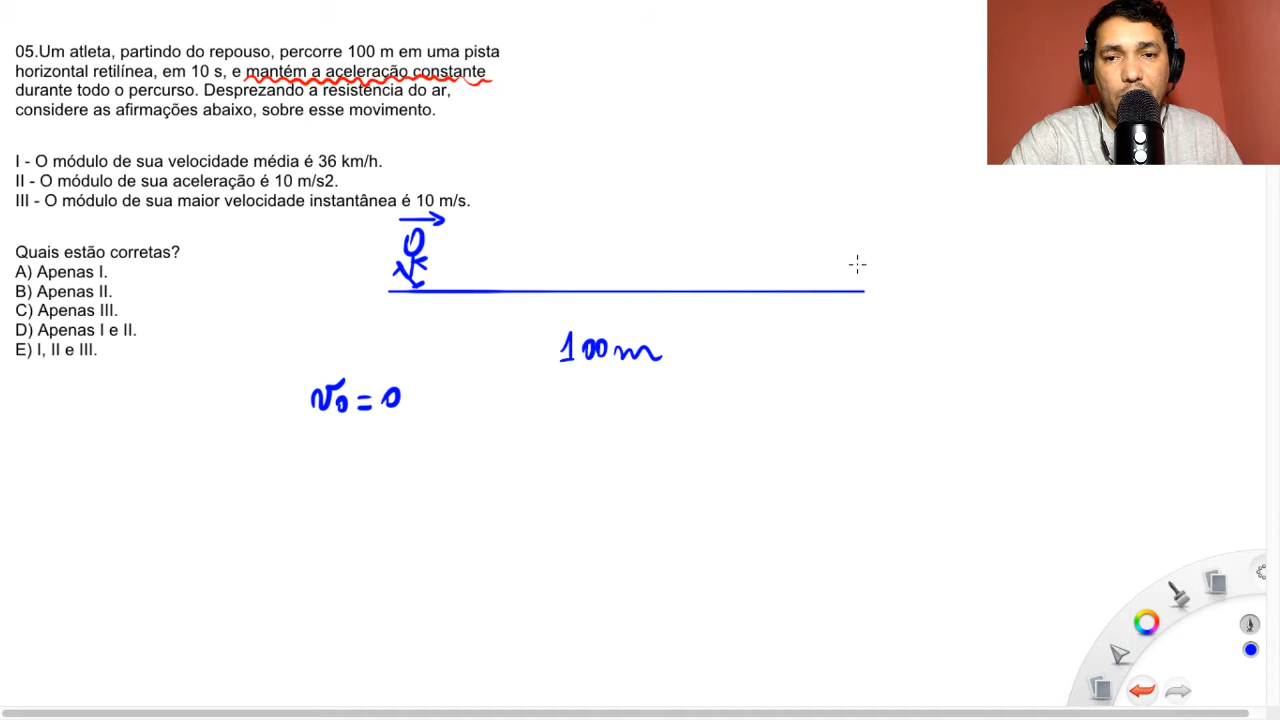 05.Um atleta, partindo do repouso, percorre 100 m em uma pista
horizontal retilínea, em 10 s, e mantém a aceleração constante
durante todo o percurso. Desprezando a resistência do ar,
considere as afirmações abaixo, sobre esse movimento.
I - O módulo de sua velocidade média é 36 km/h.
II - O módulo de sua aceleração é 10 m/s2.
III - O módulo de sua maior velocidade instantânea é 10 m/s.
Quais estão corretas?
A) Apenas I.
B) Apenas II.
C) Apenas III.
D) Apenas I e II.
E) I, II e III.
100m
v0 = 0